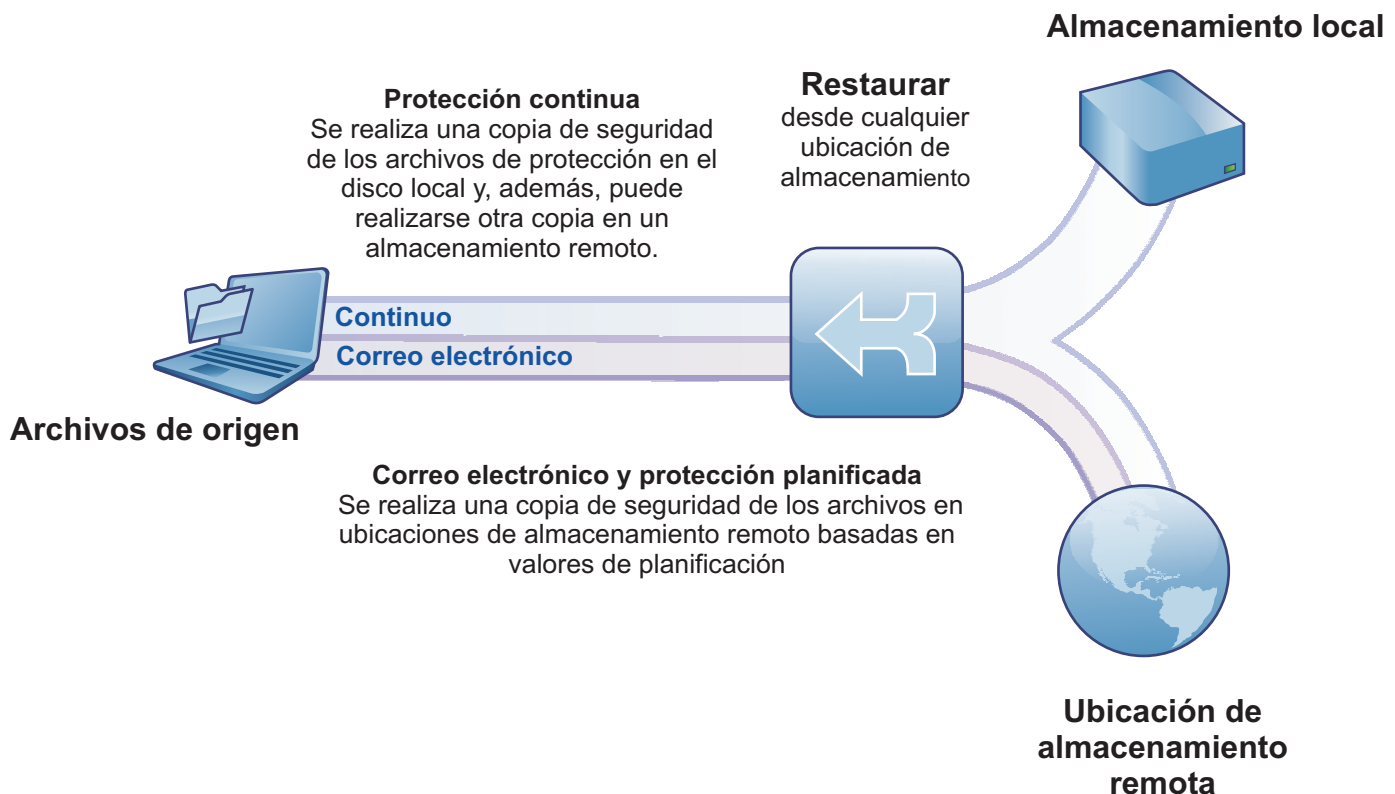 Almacenamiento local
Protección continua
Se realiza una copia de seguridad
de los archivos de protección en el
disco local y, además, puede
realizarse otra copia en un
almacenamiento remoto.
Restaurar
desde cualquier
ubicación de
almacenamiento
Continuo
Correo electrónico
Archivos de origen
Correo electrónico y protección planificada
Se realiza una copia de seguridad de los archivos en
ubicaciones de almacenamiento remoto basadas en
valores de planificación
Ubicación de
almacenamiento
remota